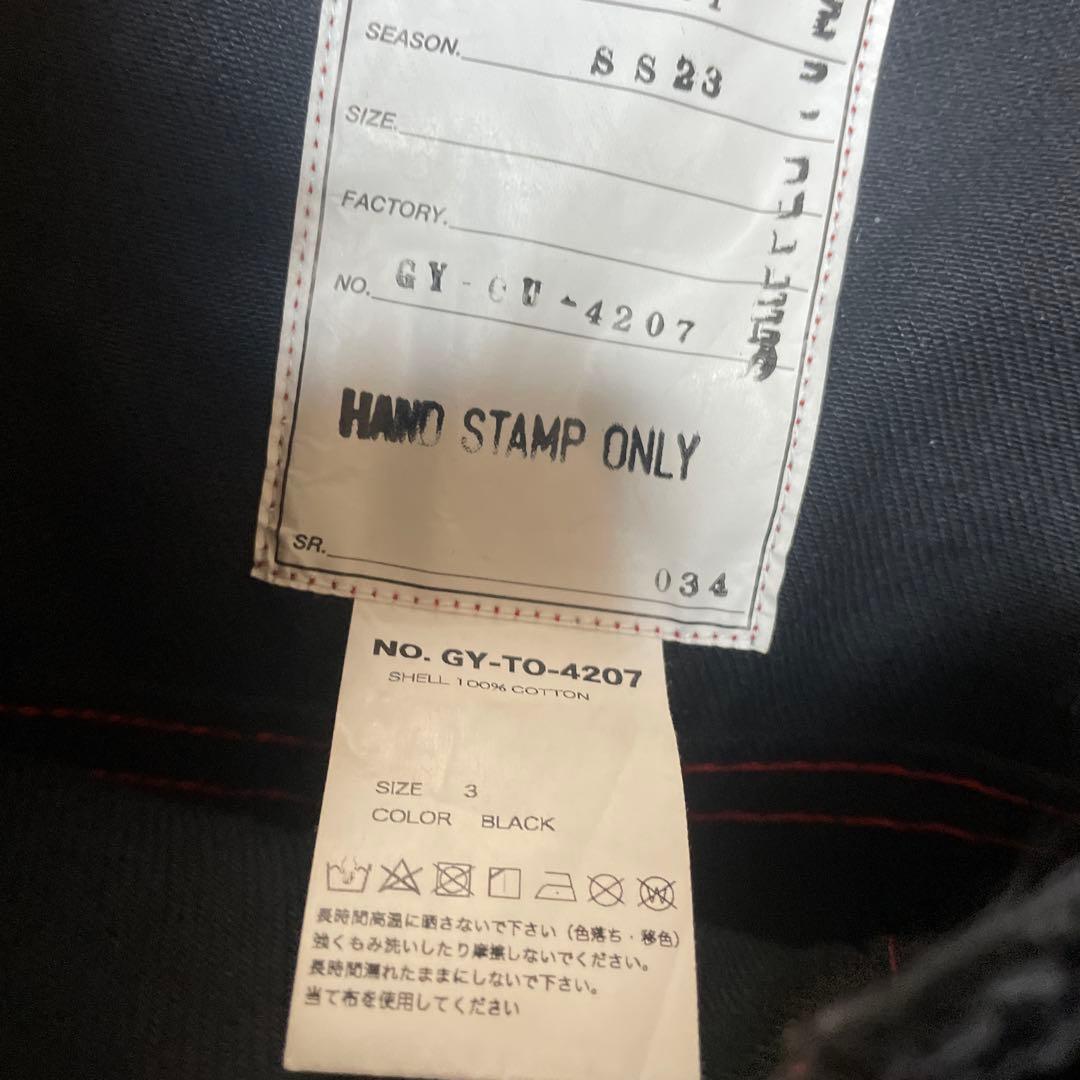 SEASON. SS23
SIZE.
FACTORY.
NO. GY-CU-4207
HAND STAMP ONLY
SR. 034
NO. GY-TO-4207
SHELL 100% COTTON
SIZE 3
COLOR BLACK
長時間高温に晒さないで下さい（色落ち・移色）
強くもみ洗いしたり摩擦しないでください。
長時間濡れたままにしないで下さい。
当て布を使用してください